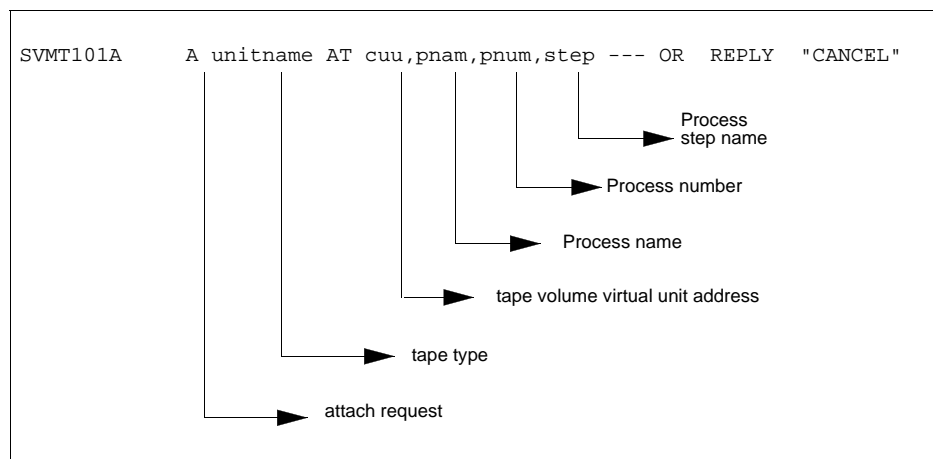 SVMT101A A unitname AT cuu,pnam,pnum,step --- OR REPLY "CANCEL"
Process
step name
Process number
Process name
tape volume virtual unit address
tape type
attach request